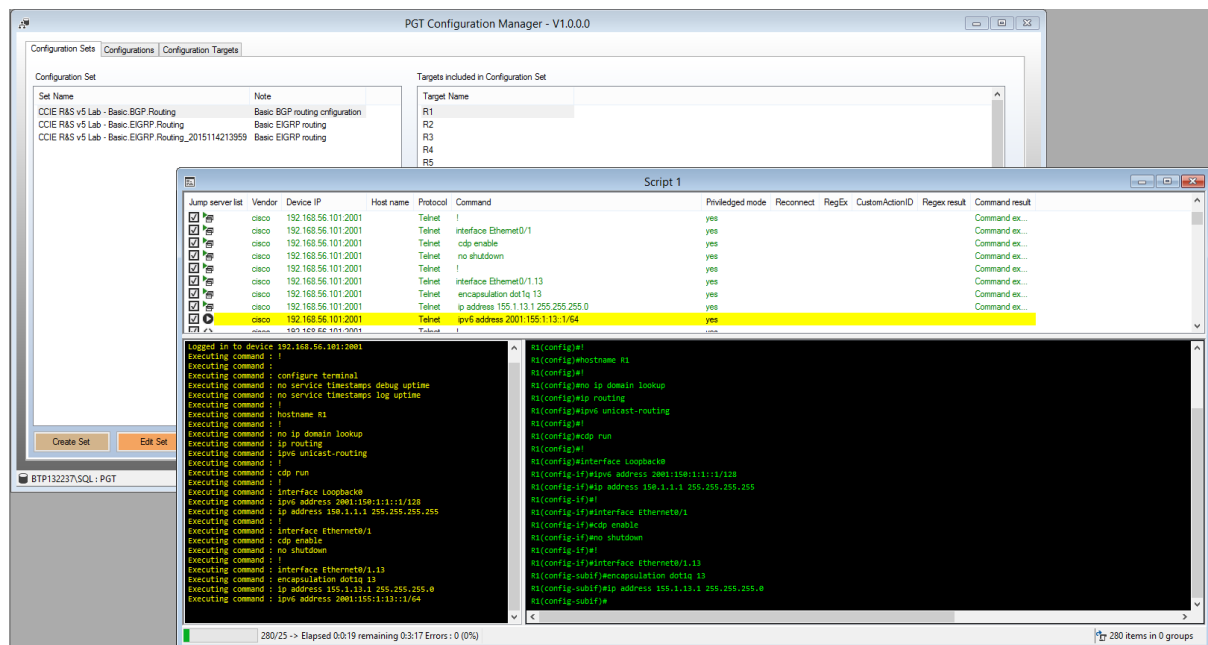 PGT Configuration Manager - V1.0.0.0
Configuration Sets Configurations Configuration Targets
Configuration Set
Set Name Note
CCIE R&S v5 Lab - Basic.BGP.Routing Basic BGP routing cnfiguration
CCIE R&S v5 Lab - Basic.EIGRP.Routing Basic EIGRP routing
CCIE R&S v5 Lab - Basic.EIGRP.Routing_2015114213959 Basic EIGRP routing
Targets included in Configuration Set
Target Name
R1
R2
R3
R4
R5
Create Set Edit Set
BTP132237\SQL : PGT
Script 1
Jump server list Vendor Device IP Host name Protocol Command Priviledged mode Reconnect RegEx CustomActionID Regex result Command result
cisco 192.168.56.101:2001 Telnet ! yes Command ex...
cisco 192.168.56.101:2001 Telnet interface Ethernet0/1 yes Command ex...
cisco 192.168.56.101:2001 Telnet cdp enable yes Command ex...
cisco 192.168.56.101:2001 Telnet no shutdown yes Command ex...
cisco 192.168.56.101:2001 Telnet ! yes Command ex...
cisco 192.168.56.101:2001 Telnet interface Ethernet0/1.13 yes Command ex...
cisco 192.168.56.101:2001 Telnet encapsulation dot1q 13 yes Command ex...
cisco 192.168.56.101:2001 Telnet ip address 155.1.13.1 255.255.255.0 yes Command ex...
cisco 192.168.56.101:2001 Telnet ipv6 address 2001:155:1:13::1/64 yes
cisco 192.168.56.101:2001 Telnet ! yes
Logged in to device 192.168.56.101:2001
Executing command : !
Executing command :
Executing command : configure terminal
Executing command : no service timestamps debug uptime
Executing command : no service timestamps log uptime
Executing command : !
Executing command : hostname R1
Executing command : !
Executing command : no ip domain lookup
Executing command : ip routing
Executing command : ipv6 unicast-routing
Executing command : !
Executing command : cdp run
Executing command : !
Executing command : interface Loopback0
Executing command : ipv6 address 2001:150:1:1::1/128
Executing command : ip address 150.1.1.1 255.255.255.255
Executing command : !
Executing command : interface Ethernet0/1
Executing command : cdp enable
Executing command : no shutdown
Executing command : !
Executing command : interface Ethernet0/1.13
Executing command : encapsulation dot1q 13
Executing command : ip address 155.1.13.1 255.255.255.0
Executing command : ipv6 address 2001:155:1:13::1/64
R1(config)#!
R1(config)#hostname R1
R1(config)#!
R1(config)#no ip domain lookup
R1(config)#ip routing
R1(config)#ipv6 unicast-routing
R1(config)#!
R1(config)#cdp run
R1(config)#!
R1(config)#interface Loopback0
R1(config-if)#ipv6 address 2001:150:1:1::1/128
R1(config-if)#ip address 150.1.1.1 255.255.255.255
R1(config-if)#!
R1(config-if)#interface Ethernet0/1
R1(config-if)#cdp enable
R1(config-if)#no shutdown
R1(config-if)#!
R1(config-if)#interface Ethernet0/1.13
R1(config-subif)#encapsulation dot1q 13
R1(config-subif)#ip address 155.1.13.1 255.255.255.0
R1(config-subif)#
280/25 -> Elapsed 0:0:19 remaining 0:3:17 Errors : 0 (0%)
280 items in 0 groups